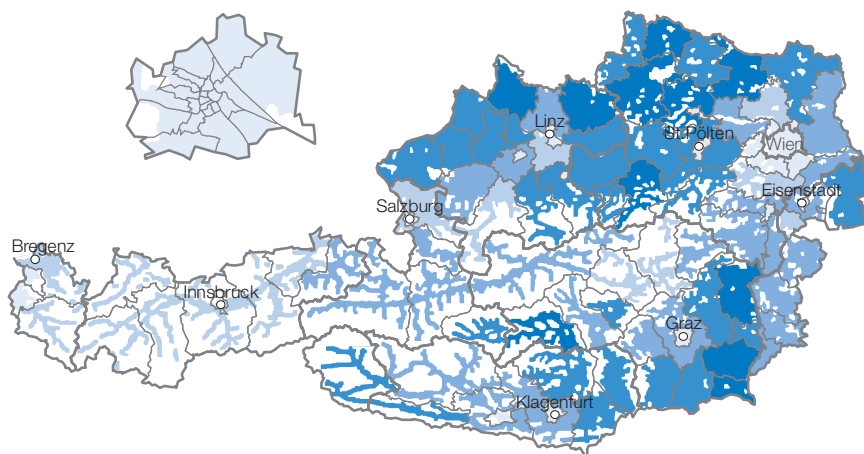 Linz
St.Pölten
Wien
Eisenstadt
Salzburg
Bregenz
Innsbruck
Graz
Klagenfurt